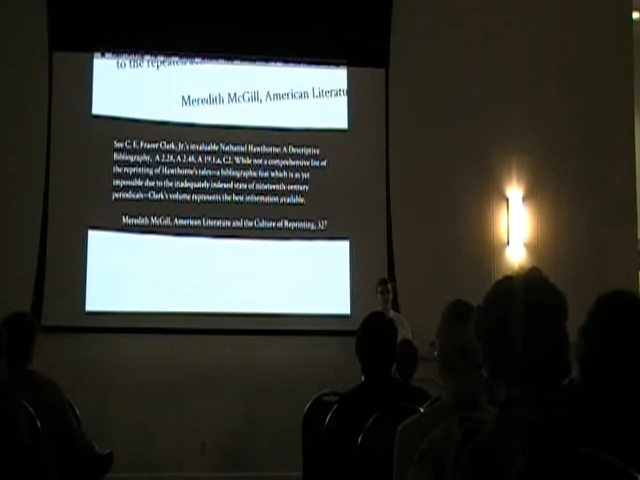 to the repeated
Meredith McGill, American Literatu
See C. E. Frazer Clark, Jr.'s invaluable Nathaniel Hawthorne: A Descriptive
Bibliography, A 2.28, A 2.48, A 19.1.a, C2. While not a comprehensive list of
the reprinting of Hawthorne's tales—a bibliographic feat which is as yet
impossible due to the inadequately indexed state of nineteenth-century
periodicals—Clark's volume represents the best information available.
Meredith McGill, American Literature and the Culture of Reprinting, 327